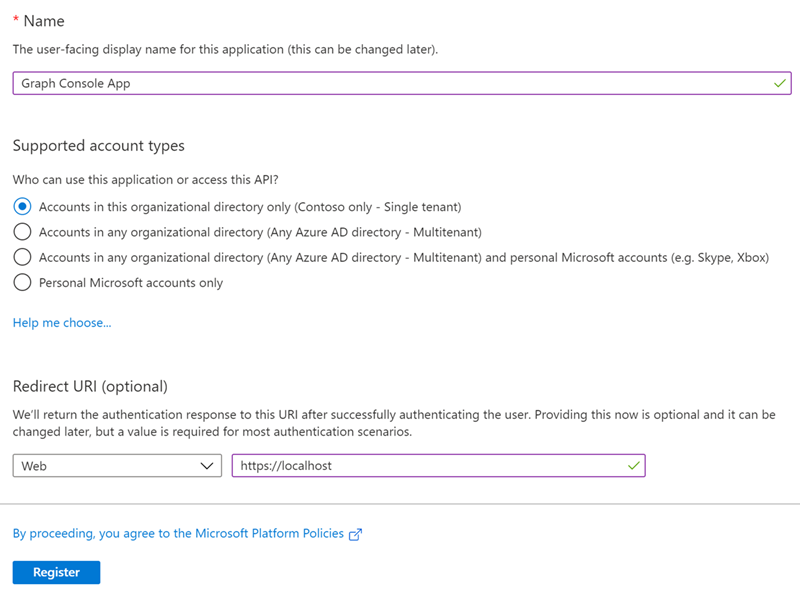 * Name
The user-facing display name for this application (this can be changed later).
Graph Console App
Supported account types
Who can use this application or access this API?
Accounts in this organizational directory only (Contoso only - Single tenant)
Accounts in any organizational directory (Any Azure AD directory - Multitenant)
Accounts in any organizational directory (Any Azure AD directory - Multitenant) and personal Microsoft accounts (e.g. Skype, Xbox)
Personal Microsoft accounts only
Help me choose...
Redirect URI (optional)
We'll return the authentication response to this URI after successfully authenticating the user. Providing this now is optional and it can be
changed later, but a value is required for most authentication scenarios.
Web https://localhost
By proceeding, you agree to the Microsoft Platform Policies
Register